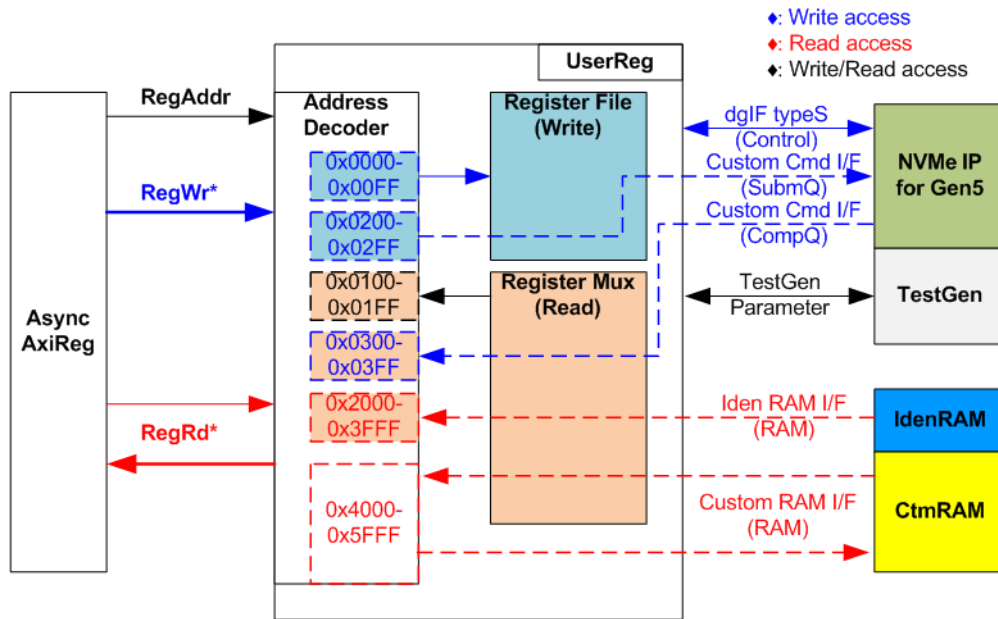 ♦: Write access
♦: Read access
♦: Write/Read access
UserReg
Async
AxiReg
RegAddr
RegWr*
RegRd*
Address
Decoder
0x0000-
0x00FF
0x0200-
0x02FF
0x0100-
0x01FF
0x0300-
0x03FF
0x2000-
0x3FFF
0x4000-
0x5FFF
Register File
(Write)
Register Mux
(Read)
dgIF typeS
(Control)
Custom Cmd I/F
(SubmQ)
Custom Cmd I/F
(CompQ)
TestGen
Parameter
Iden RAM I/F
(RAM)
Custom RAM I/F
(RAM)
NVMe IP
for Gen5
TestGen
IdenRAM
CtmRAM